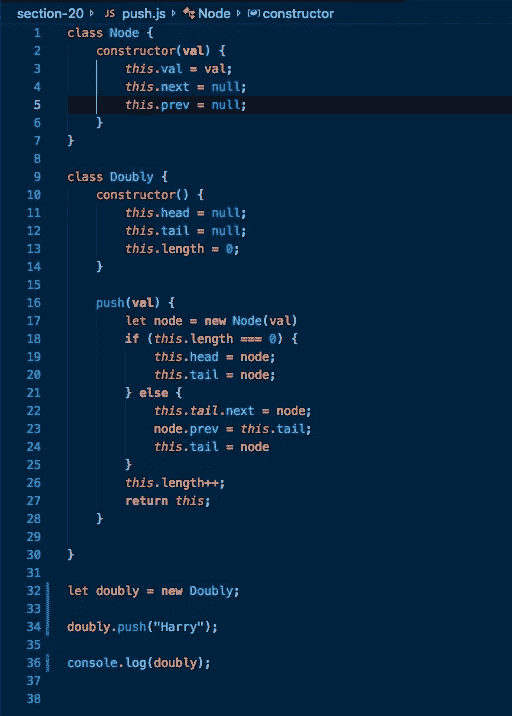 section-20 › JS push.js › Node › constructor
1 class Node {
2     constructor(val) {
3         this.val = val;
4         this.next = null;
5         this.prev = null;
6     }
7 }
8
9 class Doubly {
10     constructor() {
11         this.head = null;
12         this.tail = null;
13         this.length = 0;
14     }
15
16     push(val) {
17         let node = new Node(val)
18         if (this.length === 0) {
19             this.head = node;
20             this.tail = node;
21         } else {
22             this.tail.next = node;
23             node.prev = this.tail;
24             this.tail = node
25         }
26         this.length++;
27         return this;
28     }
29
30 }
31
32 let doubly = new Doubly;
33
34 doubly.push("Harry");
35
36 console.log(doubly);
37
38